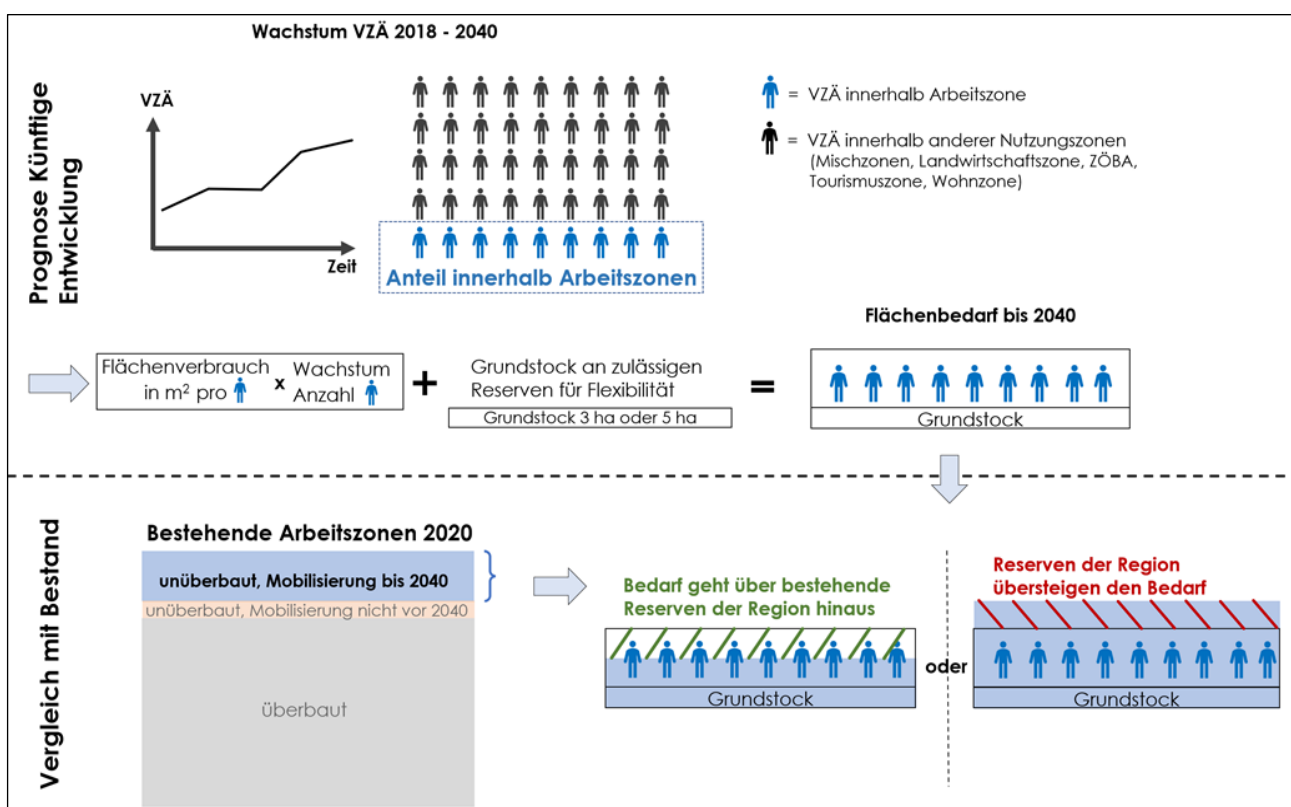 Wachstum VZÄ 2018 - 2040
Prognose Künftige
Entwicklung
VZÄ
Zeit
Anteil innerhalb Arbeitszonen
= VZÄ innerhalb Arbeitszone
= VZÄ innerhalb anderer Nutzungszonen
(Mischzonen, Landwirtschaftszone, ZÖBA,
Tourismuszone, Wohnzone)
Flächenbedarf bis 2040
Flächenverbrauch
in m² pro
x
Wachstum
Anzahl
+
Grundstock an zulässigen
Reserven für Flexibilität
Grundstock 3 ha oder 5 ha
=
Grundstock
Vergleich mit Bestand
Bestehende Arbeitszonen 2020
unüberbaut, Mobilisierung bis 2040
unüberbaut, Mobilisierung nicht vor 2040
überbaut
Bedarf geht über bestehende
Reserven der Region hinaus
Grundstock
oder
Reserven der Region
übersteigen den Bedarf
Grundstock